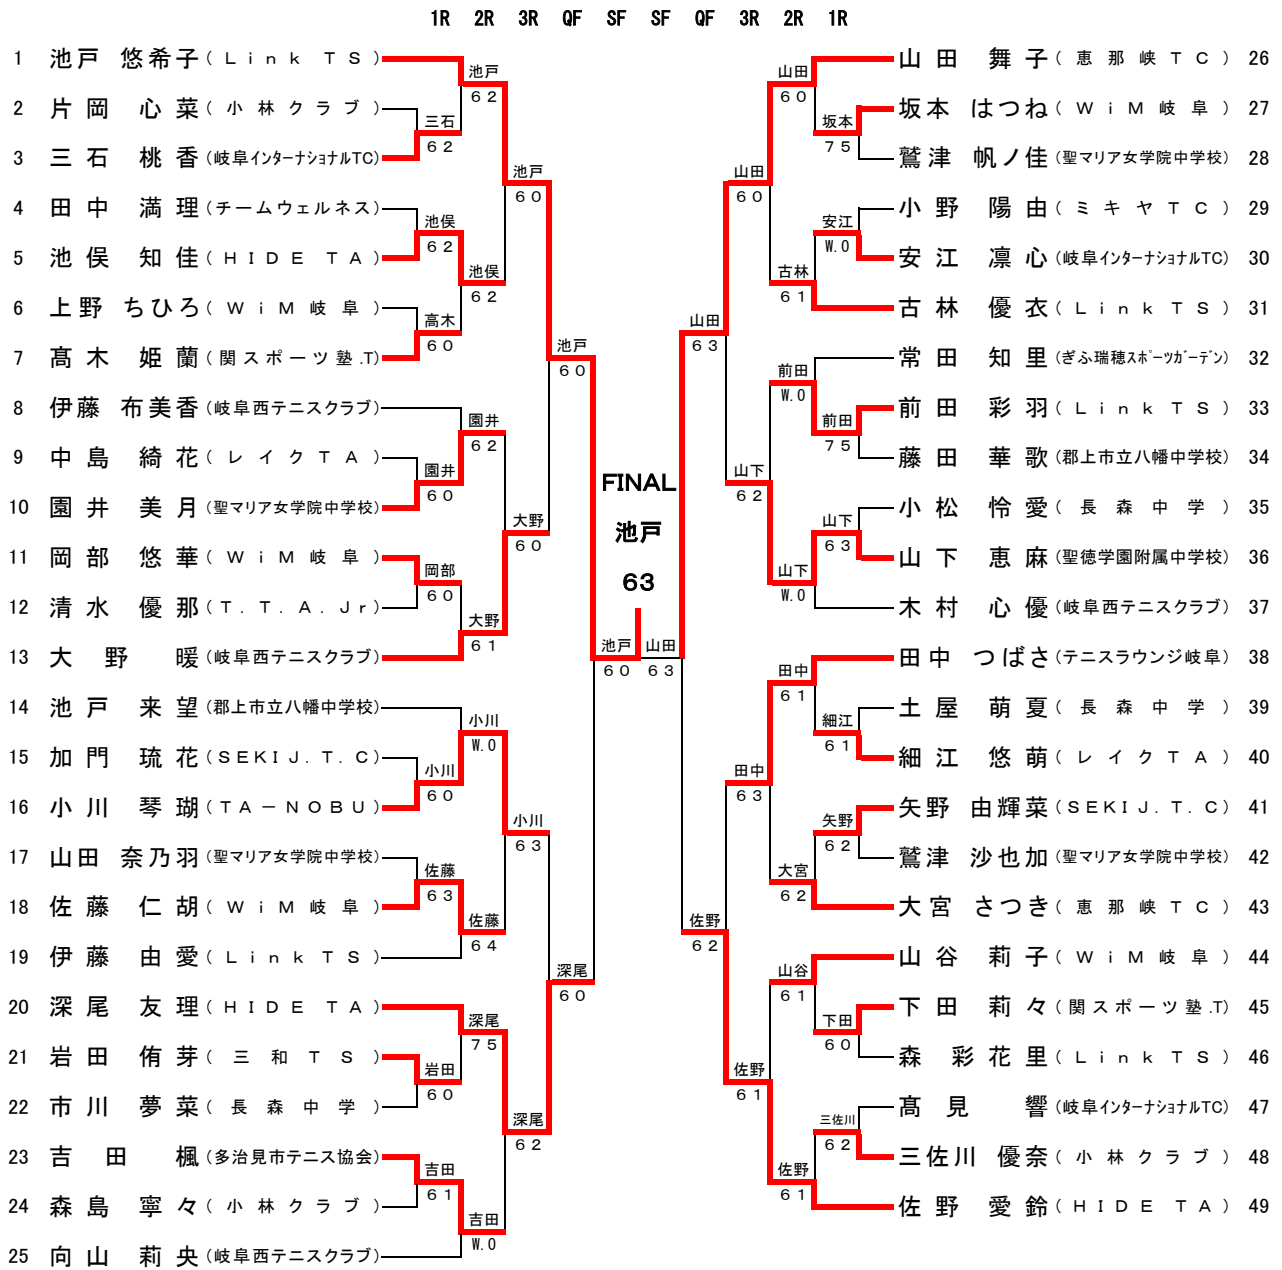 1R 2R 3R QF SF SF QF 3R 2R 1R
1 池戸 悠希子 (Link TS)
2 片岡 心菜 (小林クラブ)
3 三石 桃香 (岐阜インターナショナルTC)
4 田中 満理 (チームウェルネス)
5 池俣 知佳 (HIDE TA)
6 上野 ちひろ (WiM岐阜)
7 髙木 姫蘭 (関スポーツ塾.T)
8 伊藤 布美香 (岐阜西テニスクラブ)
9 中島 綺花 (レイクTA)
10 園井 美月 (聖マリア女学院中学校)
11 岡部 悠華 (WiM岐阜)
12 清水 優那 (T.T.A.Jr)
13 大野 暖 (岐阜西テニスクラブ)
14 池戸 来望 (郡上市立八幡中学校)
15 加門 琉花 (SEKIJ.T.C)
16 小川 琴瑚 (TA-NOBU)
17 山田 奈乃羽 (聖マリア女学院中学校)
18 佐藤 仁胡 (WiM岐阜)
19 伊藤 由愛 (Link TS)
20 深尾 友理 (HIDE TA)
21 岩田 侑芽 (三和TS)
22 市川 夢菜 (長森中学)
23 吉田 楓 (多治見市テニス協会)
24 森島 寧々 (小林クラブ)
25 向山 莉央 (岐阜西テニスクラブ)
三石
62
池俣
62
高木
60
園井
60
岡部
60
小川
60
佐藤
63
岩田
60
吉田
61
池戸
62
池俣
62
園井
62
大野
61
小川
W.O
佐藤
64
深尾
75
吉田
W.O
池戸
60
大野
60
小川
63
深尾
62
池戸
60
深尾
60
池戸
60
FINAL
池戸
63
山田
63
山田
63
佐野
62
山田
60
山下
62
田中
63
佐野
61
山田
60
古林
61
前田
W.O
山下
W.O
田中
61
大宮
62
山谷
61
佐野
61
坂本
75
安江
W.O
前田
75
山下
63
細江
61
矢野
62
下田
60
三佐川
62
山田 舞子 (恵那峡TC) 26
坂本 はつね (WiM岐阜) 27
鷲津 帆ノ佳 (聖マリア女学院中学校) 28
小野 陽由 (ミキヤTC) 29
安江 凛心 (岐阜インターナショナルTC) 30
古林 優衣 (Link TS) 31
常田 知里 (ぎふ瑞穂スポーツガーデン) 32
前田 彩羽 (Link TS) 33
藤田 華歌 (郡上市立八幡中学校) 34
小松 怜愛 (長森中学) 35
山下 恵麻 (聖徳学園附属中学校) 36
木村 心優 (岐阜西テニスクラブ) 37
田中 つばさ (テニスラウンジ岐阜) 38
土屋 萌夏 (長森中学) 39
細江 悠萌 (レイクTA) 40
矢野 由輝菜 (SEKIJ.T.C) 41
鷲津 沙也加 (聖マリア女学院中学校) 42
大宮 さつき (恵那峡TC) 43
山谷 莉子 (WiM岐阜) 44
下田 莉々 (関スポーツ塾.T) 45
森 彩花里 (Link TS) 46
髙見 響 (岐阜インターナショナルTC) 47
三佐川 優奈 (小林クラブ) 48
佐野 愛鈴 (HIDE TA) 49